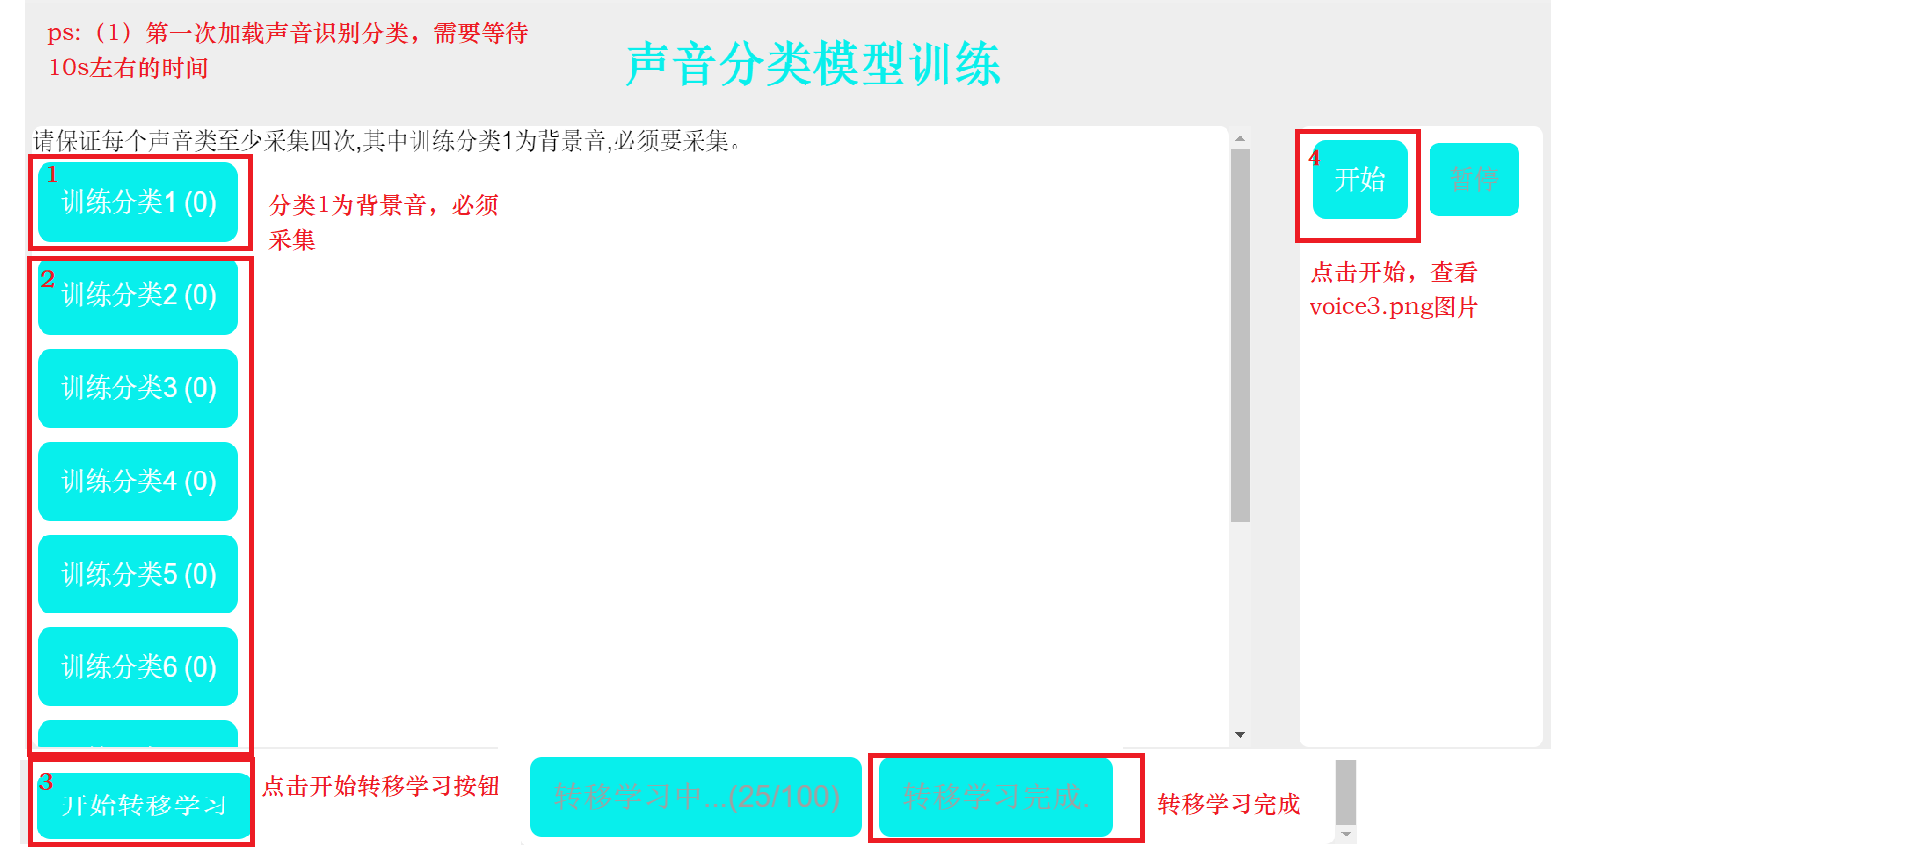 ps:（1）第一次加载声音识别分类，需要等待
10s左右的时间
声音分类模型训练
请保证每个声音类至少采集四次,其中训练分类1为背景音,必须要采集。
1
训练分类1 (0)
分类1为背景音，必须
采集
2
训练分类2 (0)
训练分类3 (0)
训练分类4 (0)
训练分类5 (0)
训练分类6 (0)
4
开始
暂停
点击开始，查看
voice3.png图片
3
开始转移学习
点击开始转移学习按钮
转移学习中...(25/100)
转移学习完成.
转移学习完成